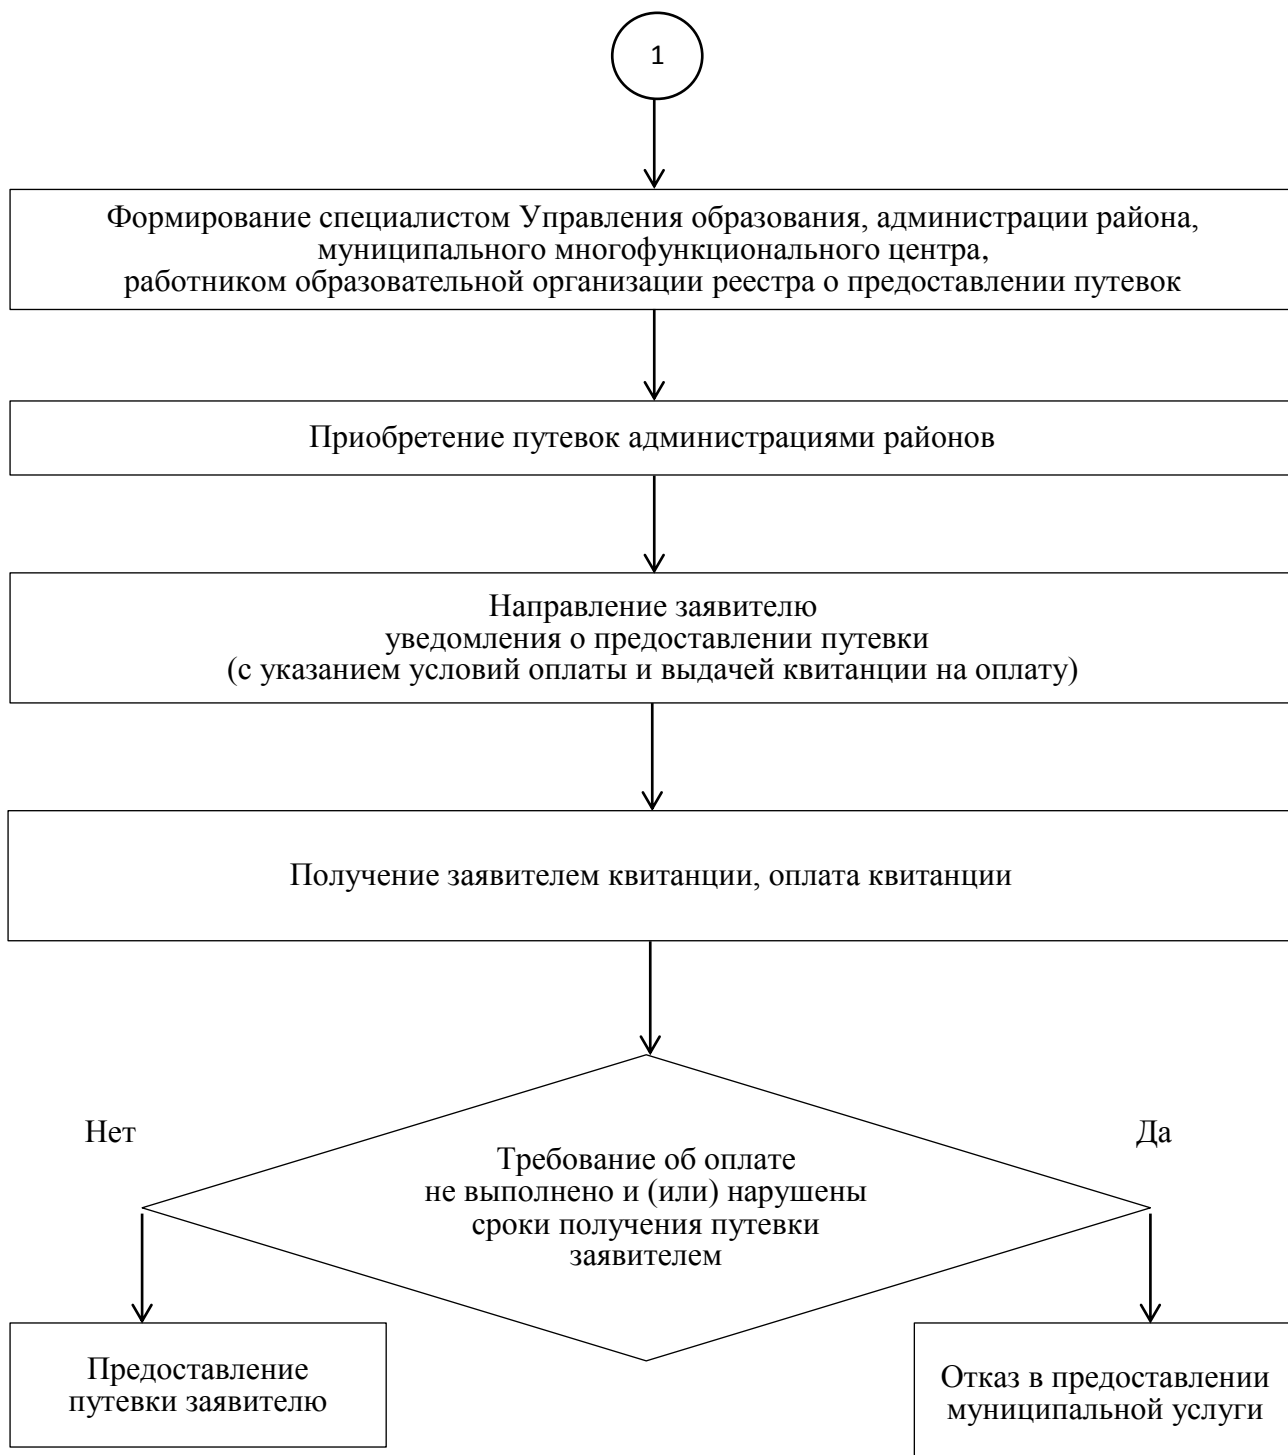 1
Формирование специалистом Управления образования, администрации района,
муниципального многофункционального центра,
работником образовательной организации реестра о предоставлении путевок
Приобретение путевок администрациями районов
Направление заявителю
уведомления о предоставлении путевки
(с указанием условий оплаты и выдачей квитанции на оплату)
Получение заявителем квитанции, оплата квитанции
Нет
Да
Требование об оплате
не выполнено и (или) нарушены
сроки получения путевки
заявителем
Предоставление
путевки заявителю
Отказ в предоставлении
муниципальной услуги